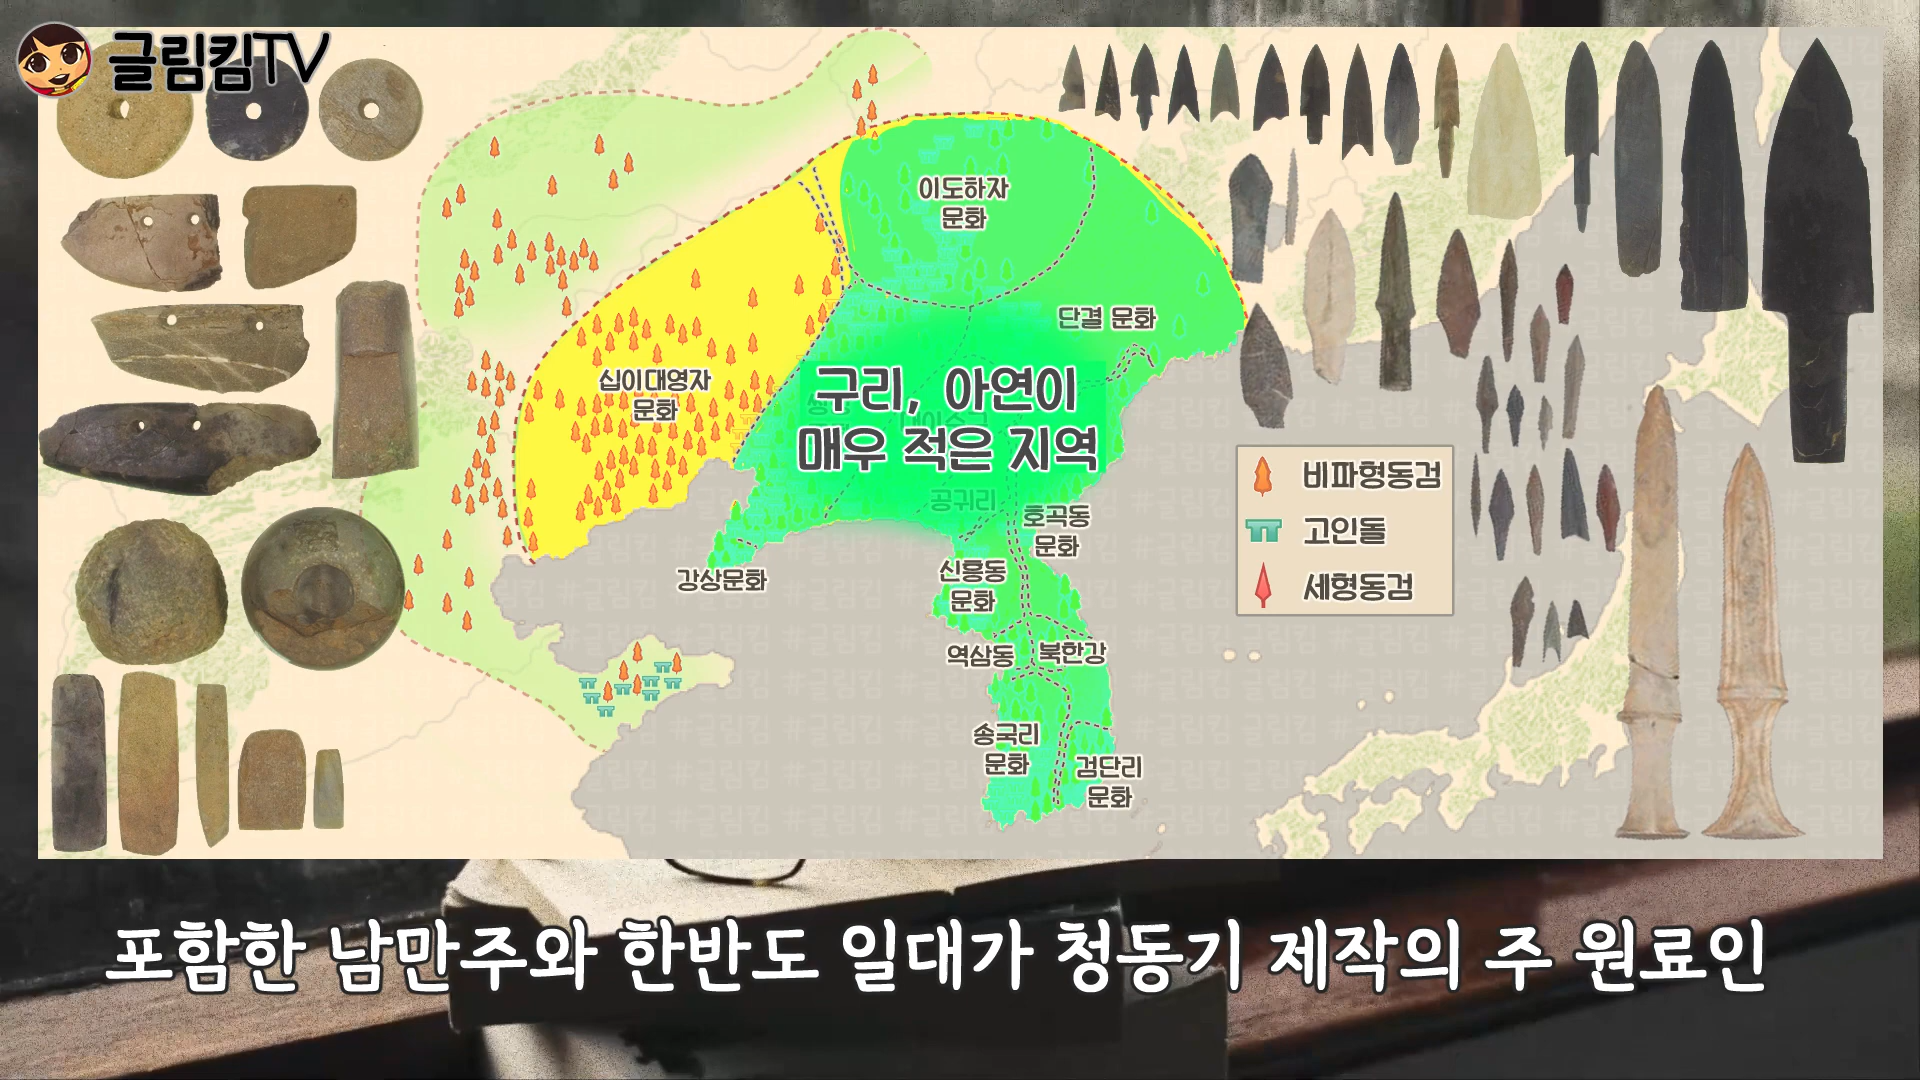 글림킴TV
이도하자
문화
단결 문화
십이대영자
문화
구리, 아연이
매우 적은 지역
공귀리
호곡동
문화
강상문화
신흥동
문화
역삼동
북한강
송국리
문화
검단리
문화
비파형동검
고인돌
세형동검
포함한 남만주와 한반도 일대가 청동기 제작의 주 원료인